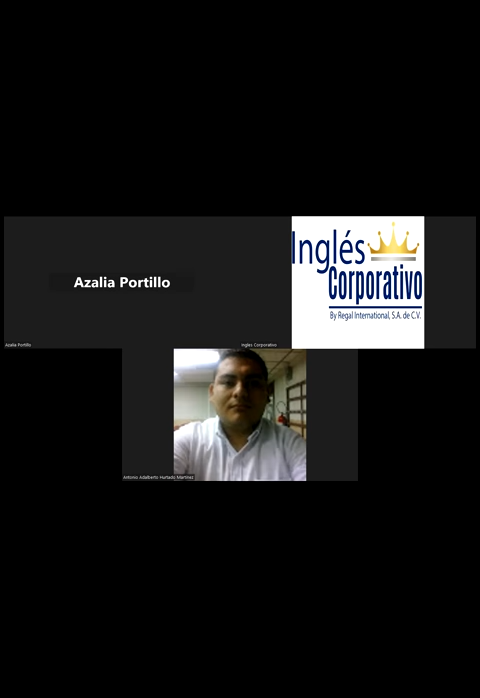 Azalia Portillo
Azalia Portillo
Inglés
Corporativo
By Regal International, S.A. de C.V.
Inglés Corporativo
Antonio Adalberto Hurtado Martínez